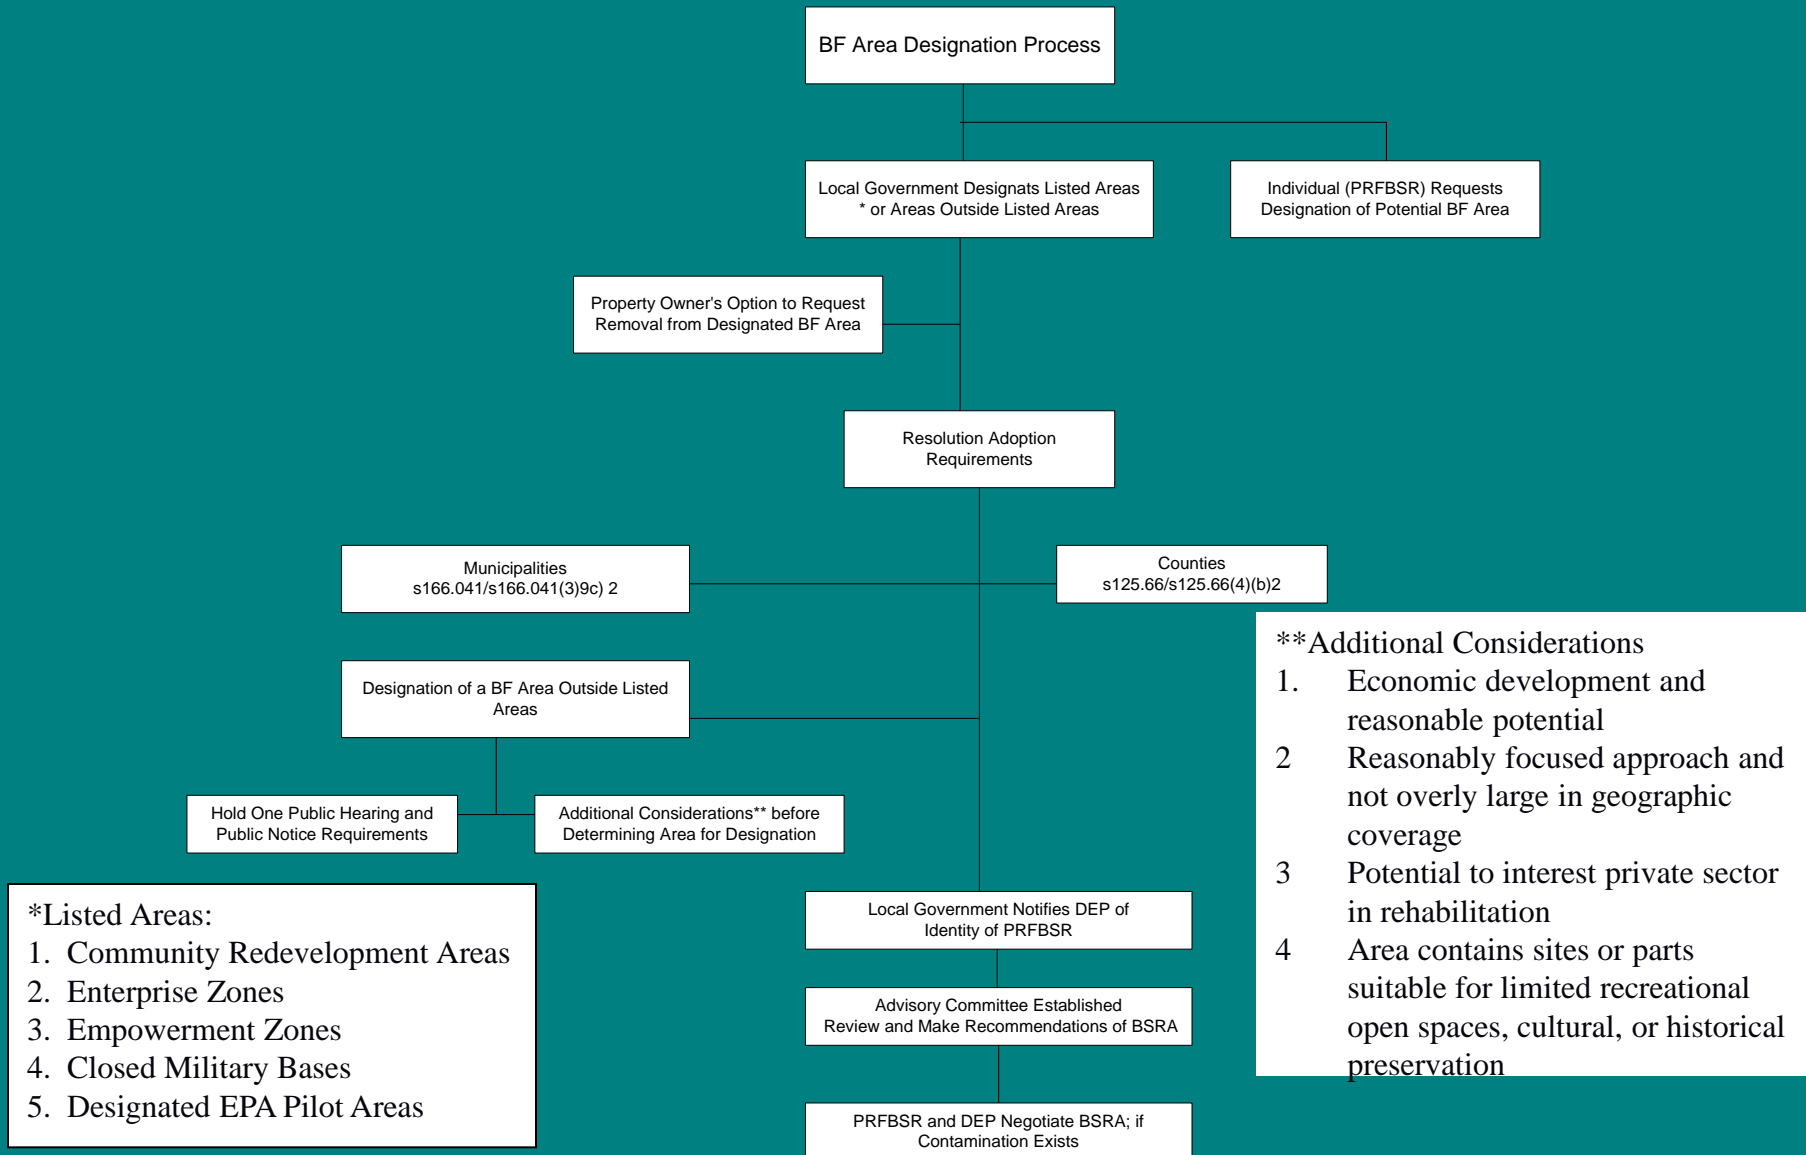 BF Area Designation Process
Local Government Designats Listed Areas
* or Areas Outside Listed Areas
Individual (PRFBSR) Requests
Designation of Potential BF Area
Property Owner's Option to Request
Removal from Designated BF Area
Resolution Adoption
Requirements
Municipalities
s166.041/s166.041(3)9c) 2
Counties
s125.66/s125.66(4)(b)2
Designation of a BF Area Outside Listed
Areas
Hold One Public Hearing and
Public Notice Requirements
Additional Considerations** before
Determining Area for Designation
**Additional Considerations
1. Economic development and
reasonable potential
2 Reasonably focused approach and
not overly large in geographic
coverage
3 Potential to interest private sector
in rehabilitation
4 Area contains sites or parts
suitable for limited recreational
open spaces, cultural, or historical
preservation
*Listed Areas:
1. Community Redevelopment Areas
2. Enterprise Zones
3. Empowerment Zones
4. Closed Military Bases
5. Designated EPA Pilot Areas
Local Government Notifies DEP of
Identity of PRFBSR
Advisory Committee Established
Review and Make Recommendations of BSRA
PRFBSR and DEP Negotiate BSRA; if
Contamination Exists